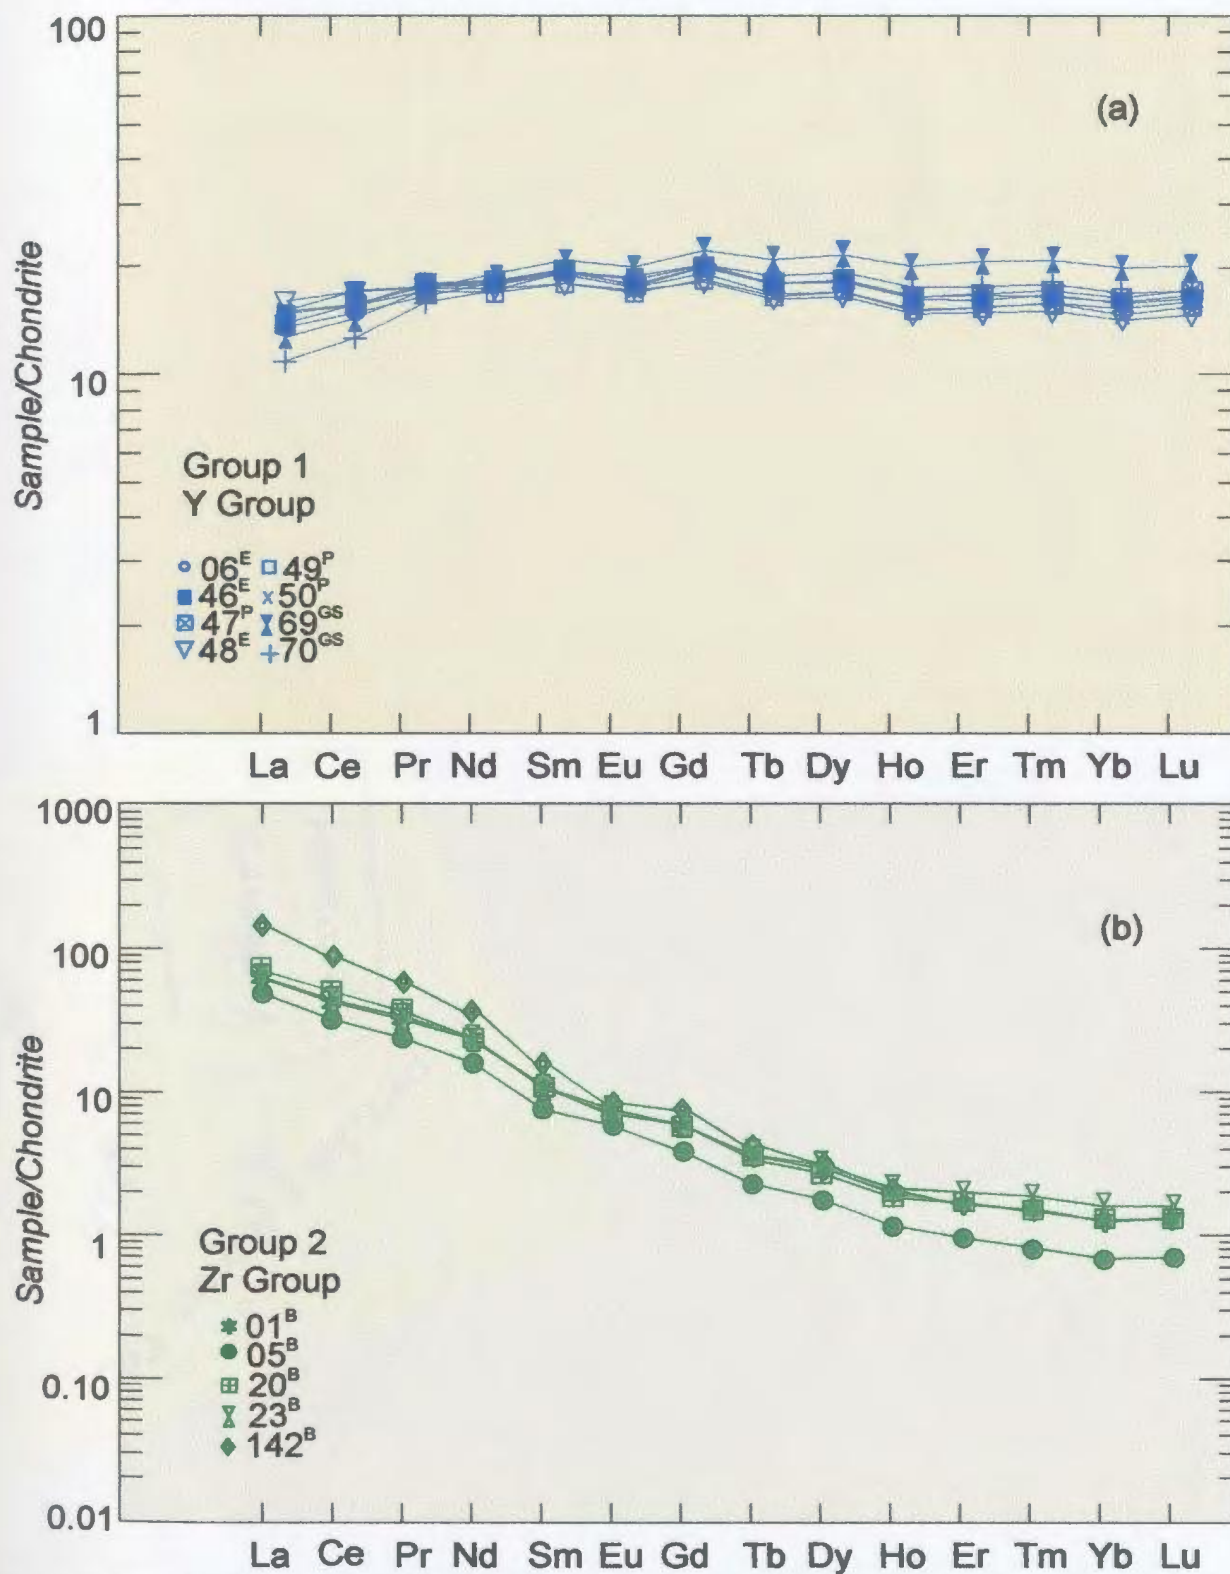 100
(a)
Sample/Chondrite
10
Group 1
Y Group
06ᴱ 49ᴾ
46ᴱ 50ᴾ
47ᴾ 69ᴳˢ
48ᴱ 70ᴳˢ
1
La Ce Pr Nd Sm Eu Gd Tb Dy Ho Er Tm Yb Lu
1000
(b)
100
Sample/Chondrite
10
1
Group 2
Zr Group
01ᴮ
05ᴮ
20ᴮ
23ᴮ
142ᴮ
0.10
0.01
La Ce Pr Nd Sm Eu Gd Tb Dy Ho Er Tm Yb Lu